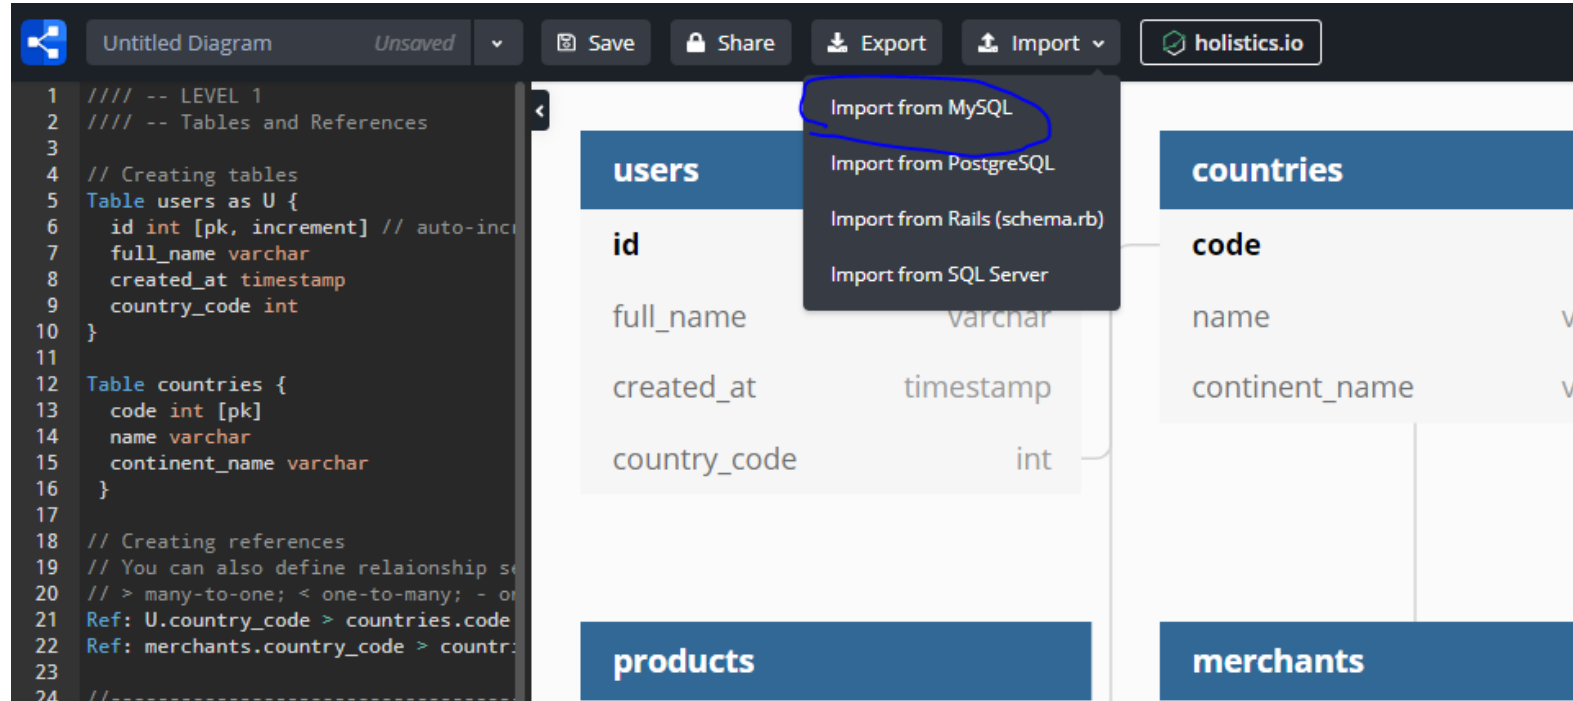 Untitled Diagram Unsaved Save Share Export Import holistics.io
Import from MySQL
Import from PostgreSQL
Import from Rails (schema.rb)
Import from SQL Server
1 //// -- LEVEL 1
2 //// -- Tables and References
3
4 // Creating tables
5 Table users as U {
6 id int [pk, increment] // auto-incr
7 full_name varchar
8 created_at timestamp
9 country_code int
10 }
11
12 Table countries {
13 code int [pk]
14 name varchar
15 continent_name varchar
16 }
17
18 // Creating references
19 // You can also define relaionship se
20 // > many-to-one; < one-to-many; - on
21 Ref: U.country_code > countries.code
22 Ref: merchants.country_code > countri
23
24 //-----------------------------------
users
id
full_name varchar
created_at timestamp
country_code int
countries
code
name v
continent_name v
products
merchants